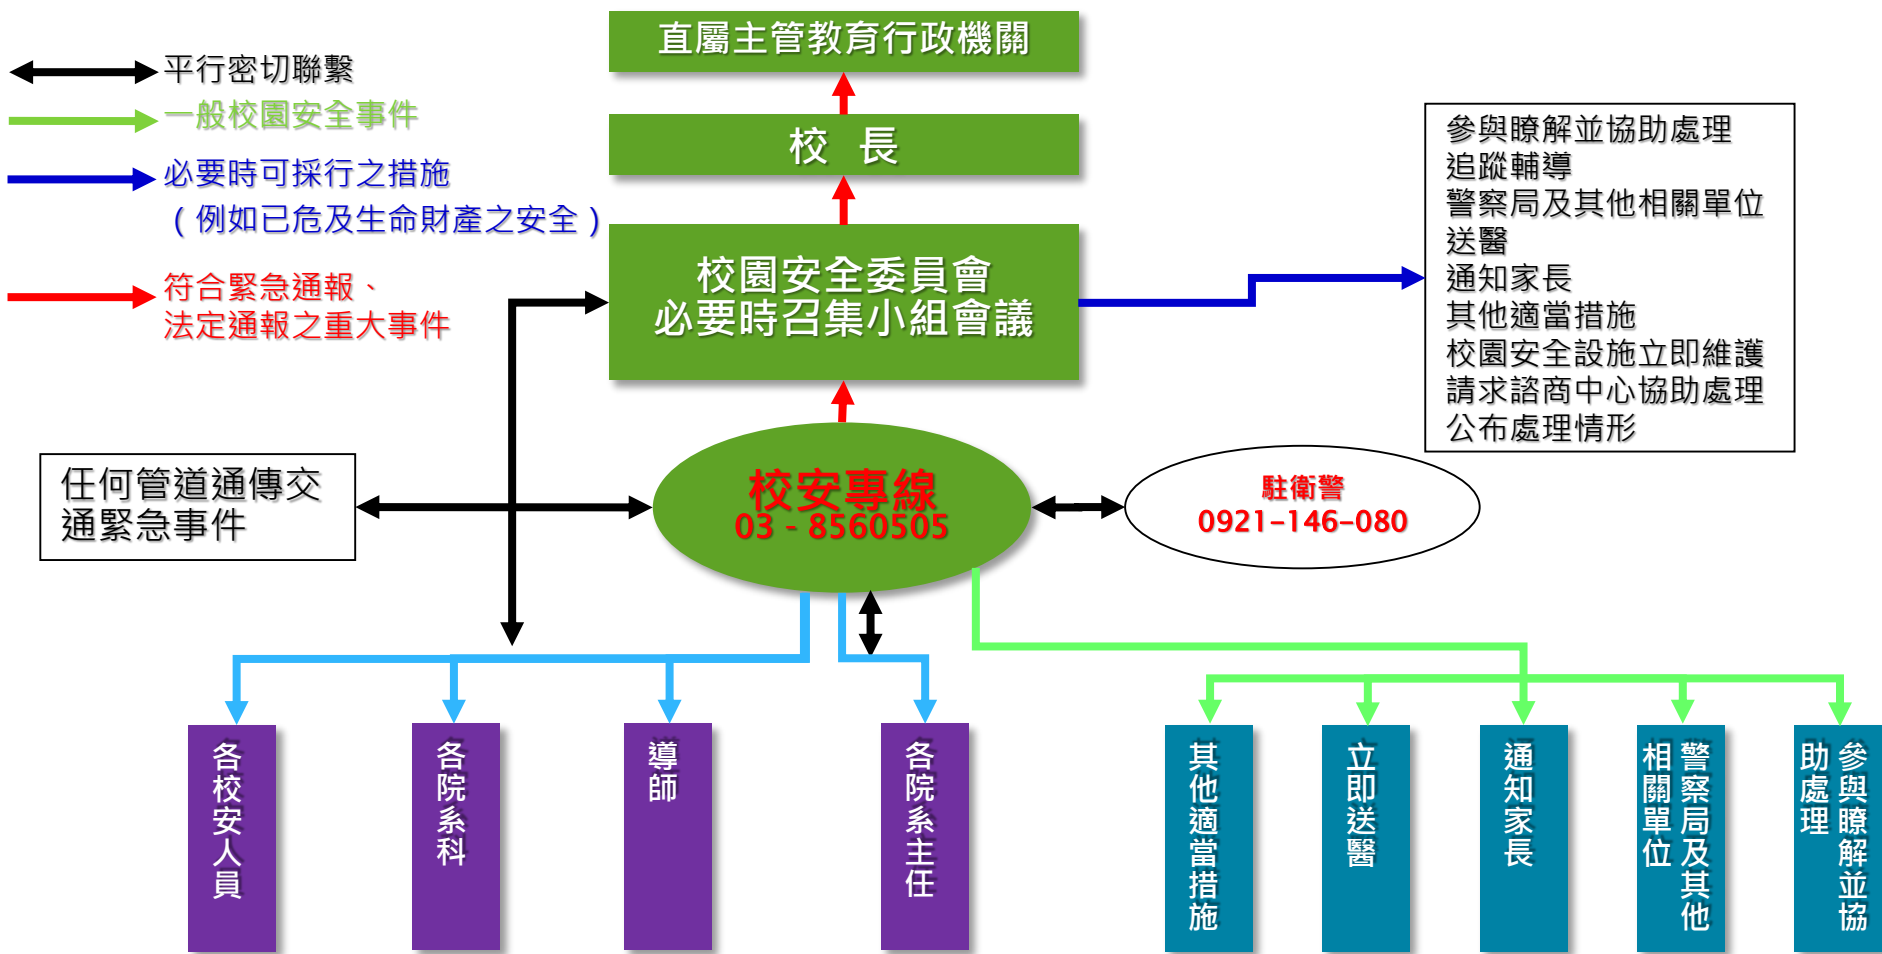 直屬主管教育行政機關
平行密切聯繫
一般校園安全事件
必要時可採行之措施
(例如已危及生命財產之安全)
符合緊急通報、
法定通報之重大事件
校 長
校園安全委員會
必要時召集小組會議
參與瞭解並協助處理
追蹤輔導
警察局及其他相關單位
送醫
通知家長
其他適當措施
校園安全設施立即維護
請求諮商中心協助處理
公布處理情形
任何管道通傳交
通緊急事件
校安專線
03 - 8560505
駐衛警
0921-146-080
各校安人員
各院系科
導師
各院系主任
其他適當措施
立即送醫
通知家長
警察局及其他
相關單位
參與瞭解並協
助處理